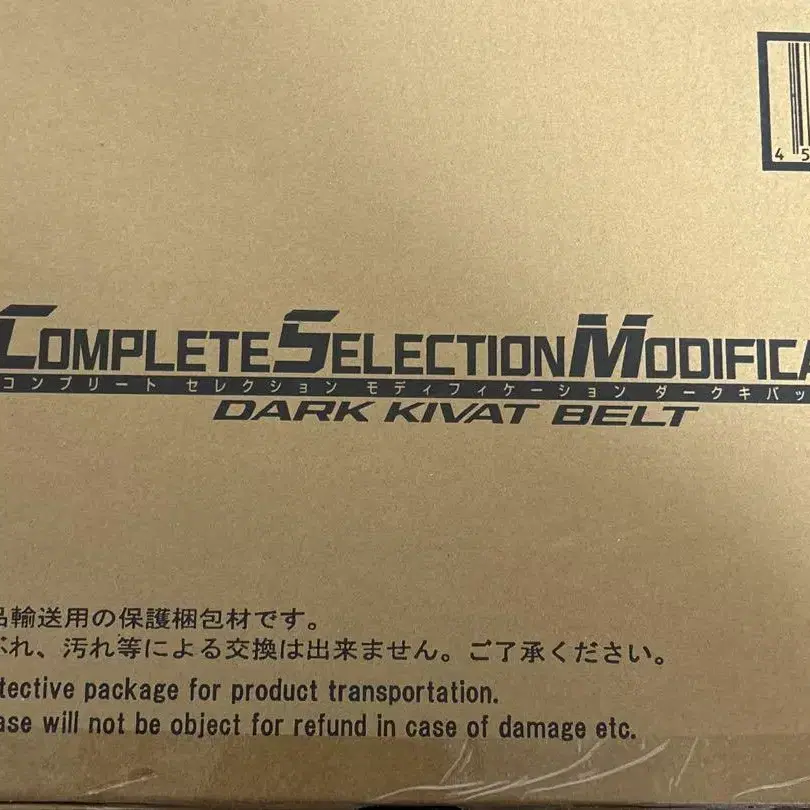 4 5
COMPLETE SELECTION MODIFICA
コンプリート セレクション モディフィケーション ダークキバッ
DARK KIVAT BELT
品輸送用の保護梱包材です。
ぶれ、汚れ等による交換は出来ません。ご了承ください。
tective package for product transportation.
ase will not be object for refund in case of damage etc.